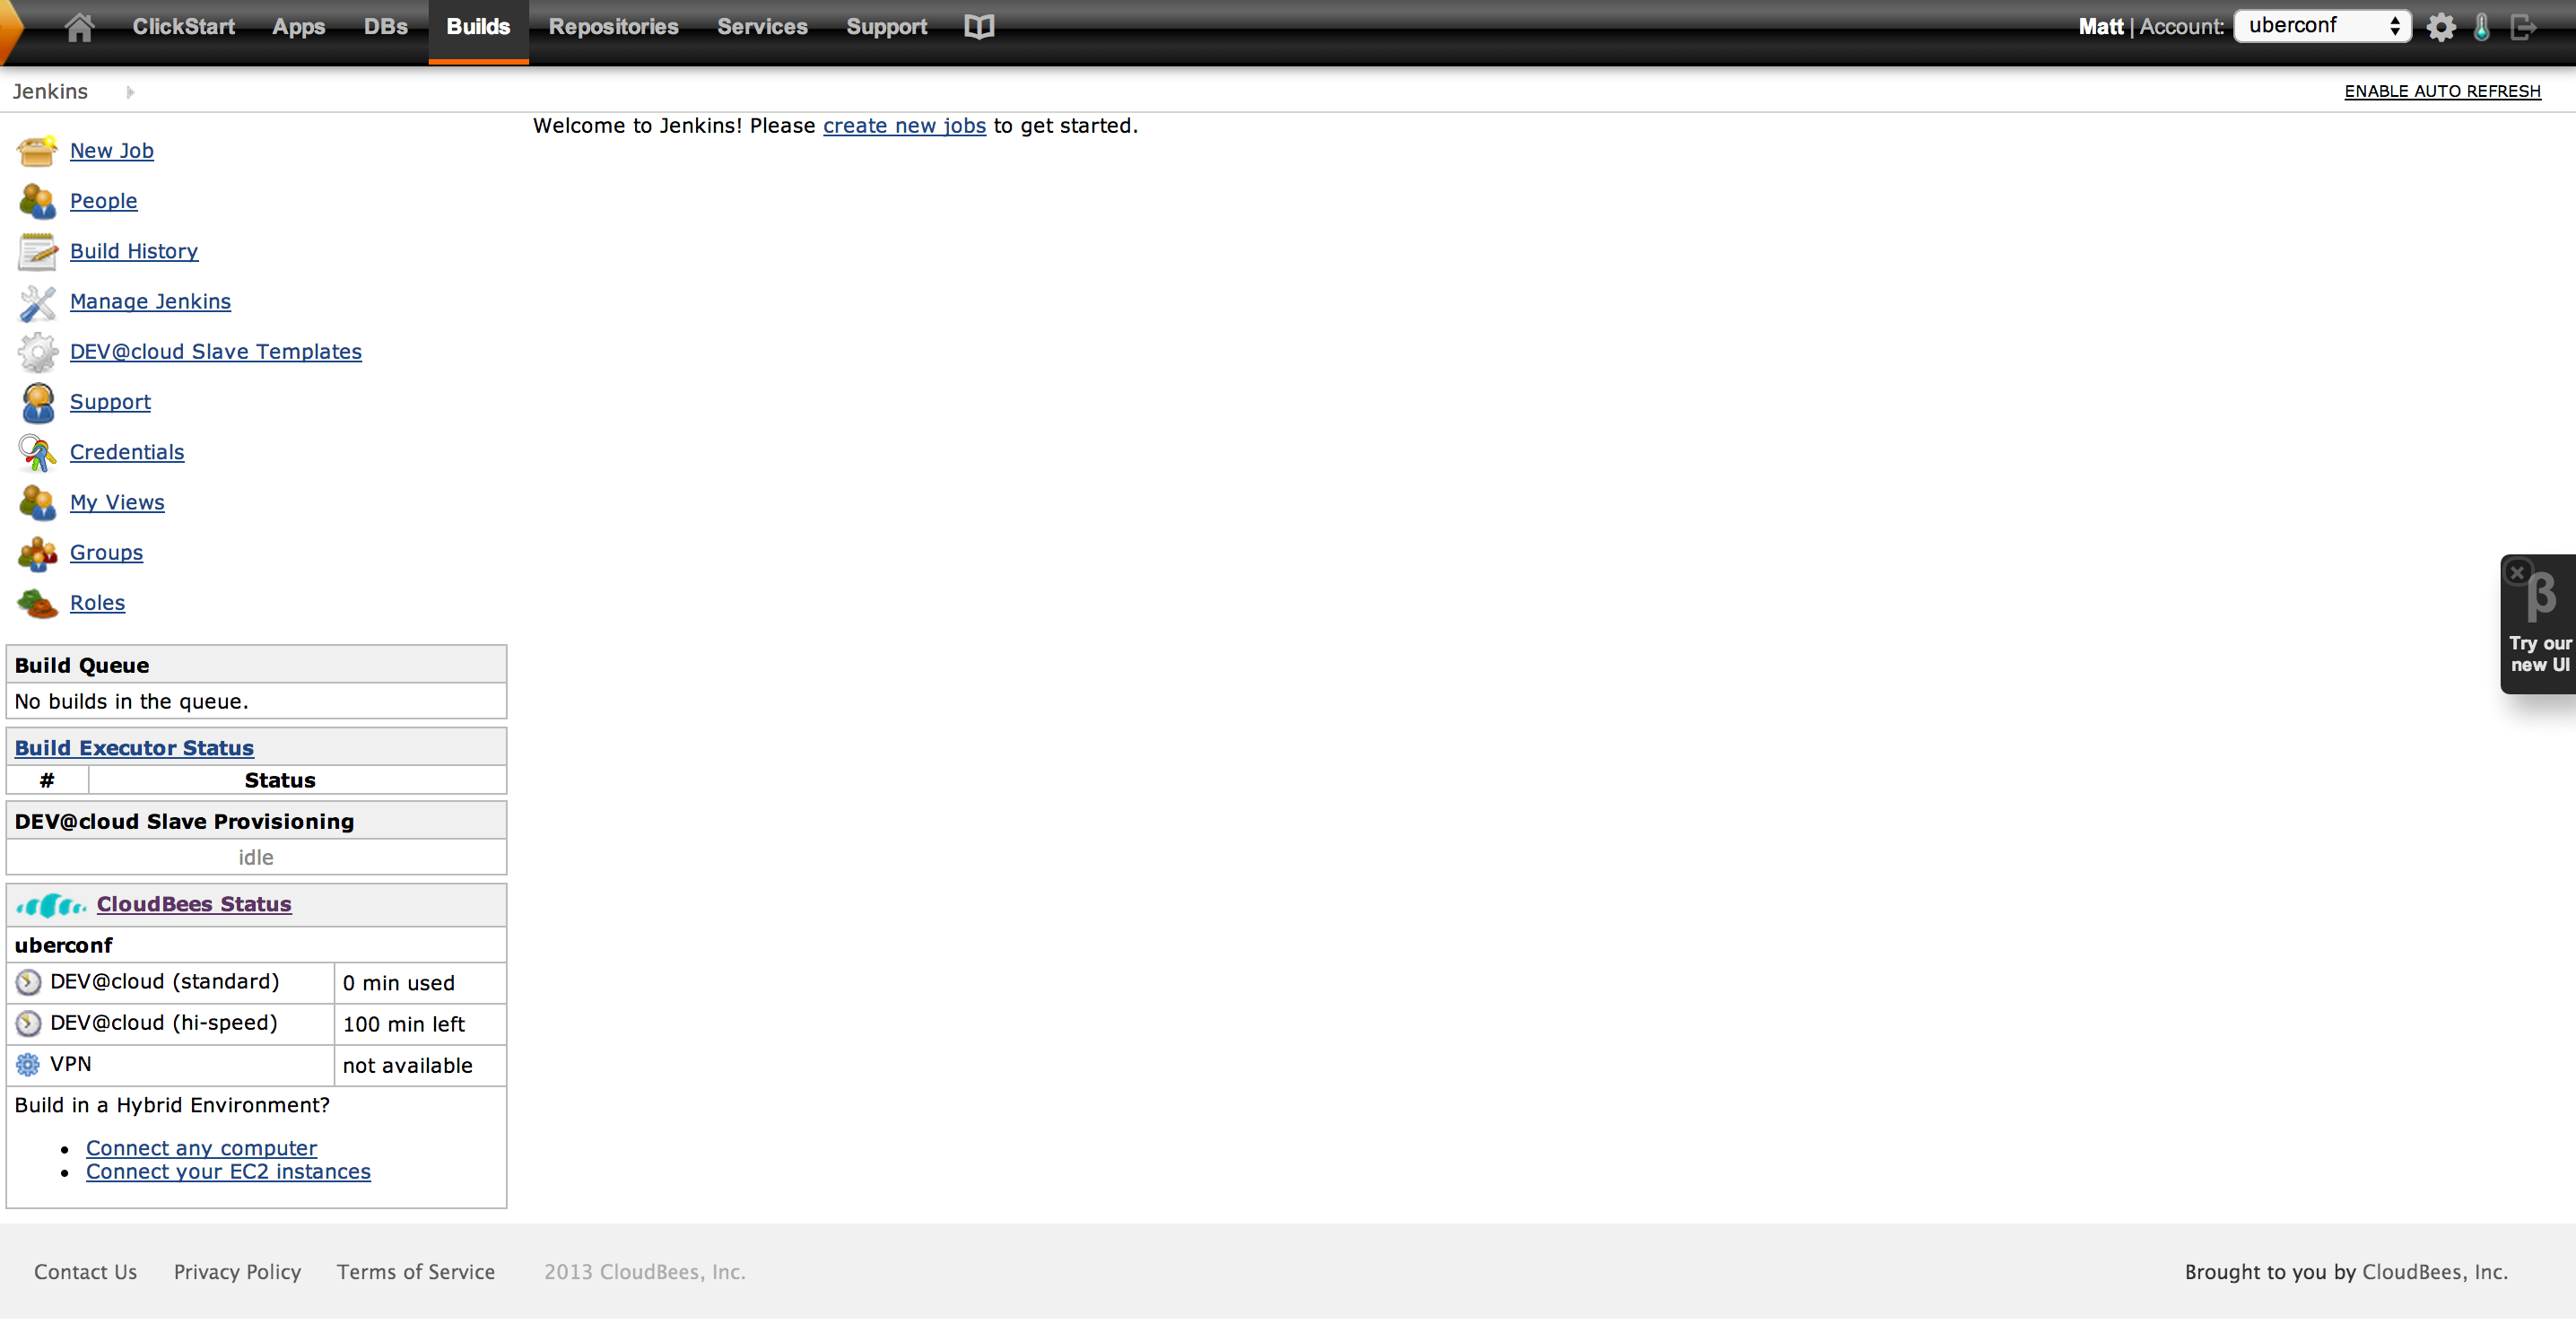 ClickStart Apps DBs Builds Repositories Services Support Matt | Account: uberconf
Jenkins ENABLE AUTO REFRESH
Welcome to Jenkins! Please create new jobs to get started.
New Job
People
Build History
Manage Jenkins
DEV@cloud Slave Templates
Support
Credentials
My Views
Groups
Roles
β
Try our
new UI
Build Queue
No builds in the queue.
Build Executor Status
# Status
DEV@cloud Slave Provisioning
idle
CloudBees Status
uberconf
DEV@cloud (standard) 0 min used
DEV@cloud (hi-speed) 100 min left
VPN not available
Build in a Hybrid Environment?
• Connect any computer
• Connect your EC2 instances
Contact Us Privacy Policy Terms of Service 2013 CloudBees, Inc. Brought to you by CloudBees, Inc.